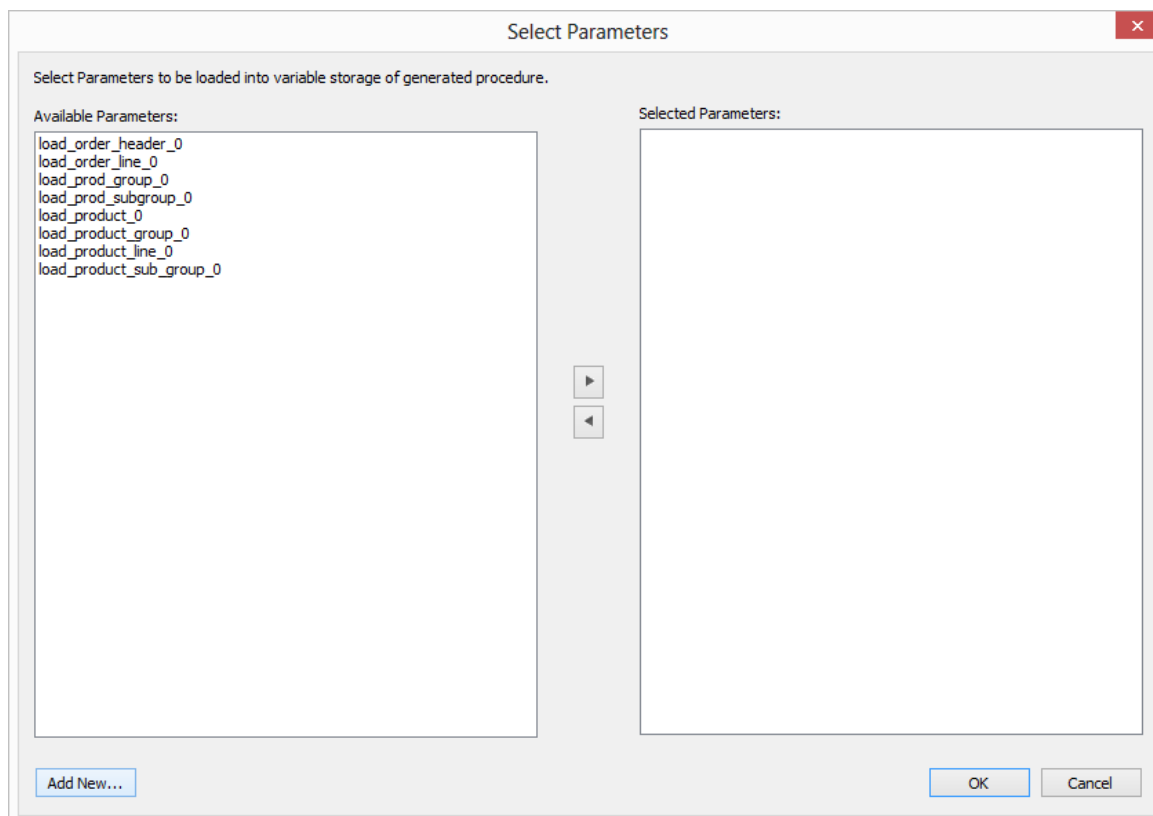 Select Parameters
Select Parameters to be loaded into variable storage of generated procedure.
Available Parameters:
Selected Parameters:
load_order_header_0
load_order_line_0
load_prod_group_0
load_prod_subgroup_0
load_product_0
load_product_group_0
load_product_line_0
load_product_sub_group_0
Add New...
OK
Cancel